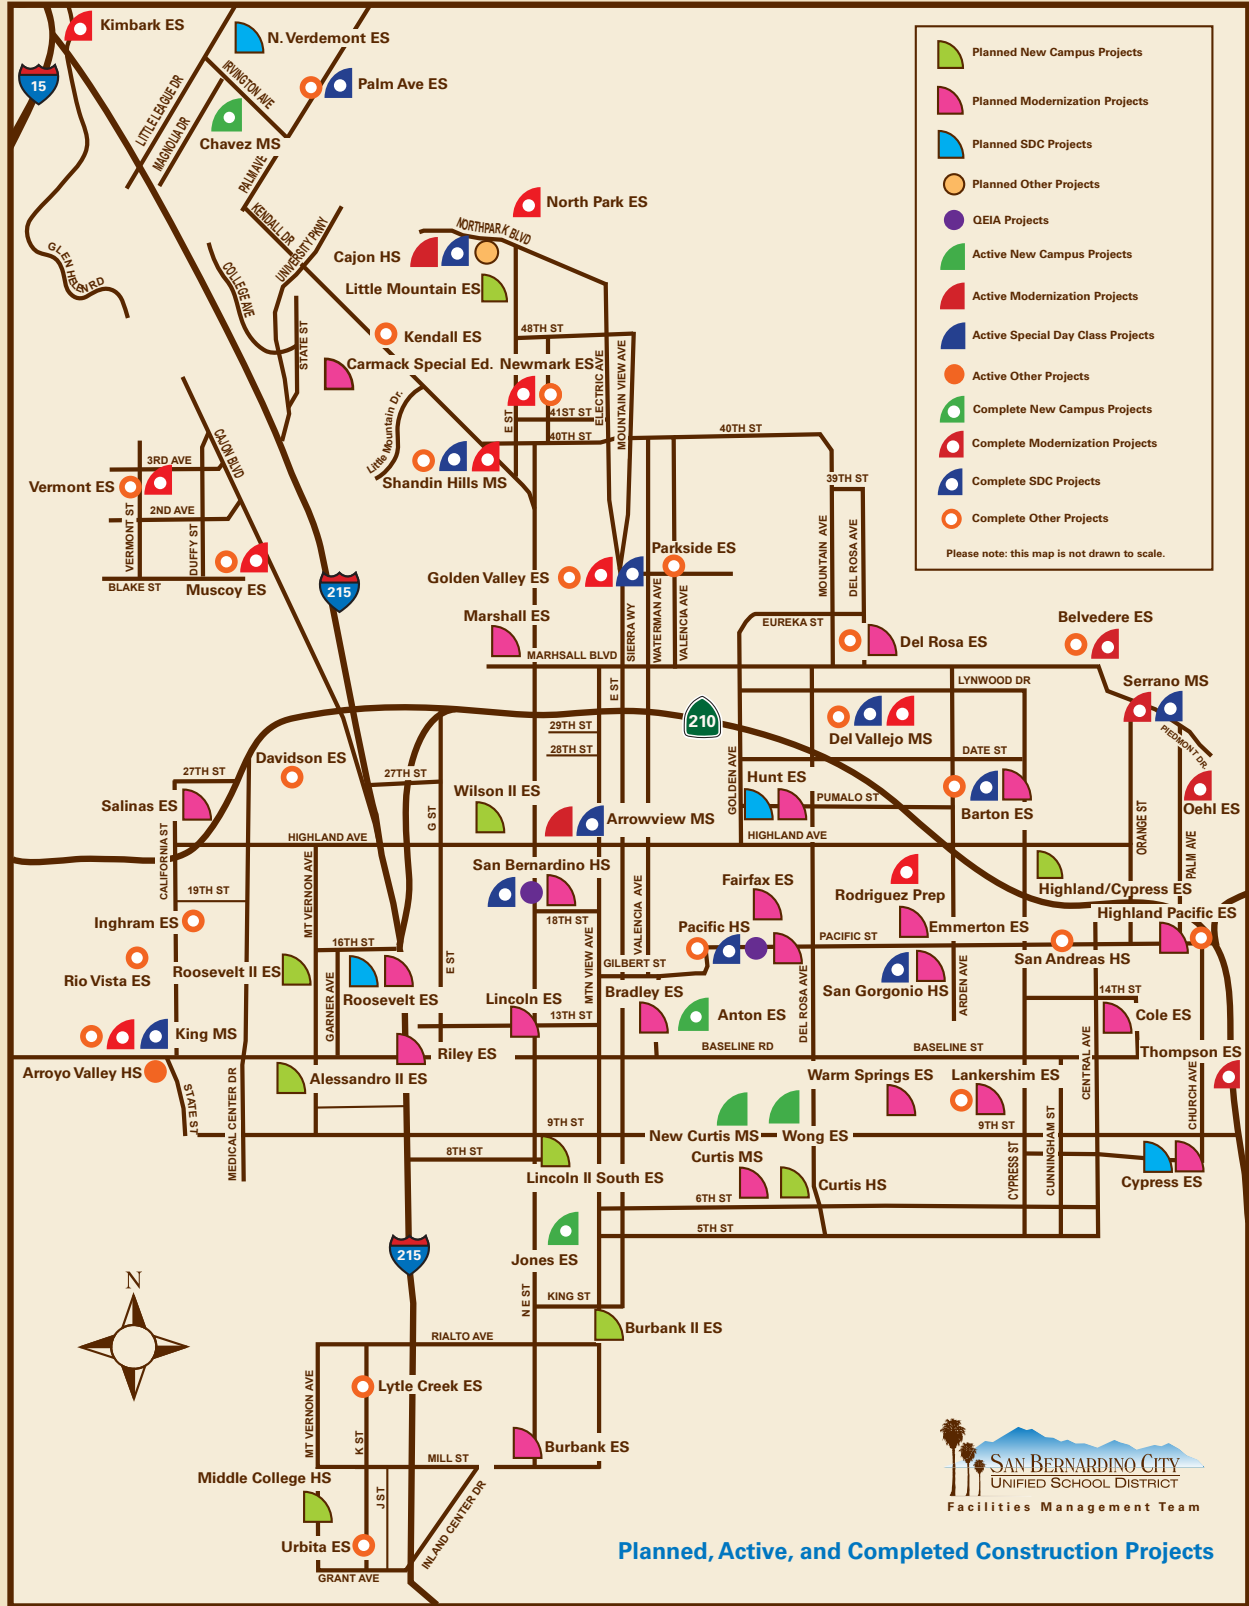 Kimbark ES
N. Verdemont ES
15
IRVINGTON AVE
Palm Ave ES
LITTLE LEAGUE DR
MAGNOLIA DR
Chavez MS
PALM AVE
KENDALL DR
UNIVERSITY PKWY
North Park ES
NORTHPARK BLVD
Cajon HS
GLEN HELEN RD
COLLEGE AVE
Little Mountain ES
STATE ST
Kendall ES
48TH ST
Carmack Special Ed.
Newmark ES
ELECTRIC AVE
MOUNTAIN VIEW AVE
Little Mountain Dr.
E ST
41ST ST
40TH ST
40TH ST
CAJON BLVD
3RD AVE
Vermont ES
Shandin Hills MS
39TH ST
2ND AVE
VERMONT ST
DUFFY ST
MOUNTAIN AVE
DEL ROSA AVE
Muscoy ES
BLAKE ST
215
Golden Valley ES
Parkside ES
SIERRA WY
WATERMAN AVE
VALENCIA AVE
Marshall ES
EUREKA ST
Belvedere ES
Del Rosa ES
MARHSALL BLVD
LYNWOOD DR
Serrano MS
E ST
210
29TH ST
28TH ST
Del Vallejo MS
DATE ST
PIEDMONT DR.
Davidson ES
27TH ST
27TH ST
GOLDEN AVE
Hunt ES
PUMALO ST
Salinas ES
Wilson II ES
G ST
Arrowview MS
Barton ES
Oehl ES
ORANGE ST
PALM AVE
HIGHLAND AVE
HIGHLAND AVE
CALIFORNIA ST
MT VERNON AVE
San Bernardino HS
VALENCIA AVE
Fairfax ES
Rodriguez Prep
Highland/Cypress ES
19TH ST
Inghram ES
18TH ST
Pacific HS
Emmerton ES
Highland Pacific ES
16TH ST
MTN VIEW AVE
PACIFIC ST
San Andreas HS
Rio Vista ES
Roosevelt II ES
E ST
GILBERT ST
Roosevelt ES
GARNER AVE
Lincoln ES
Bradley ES
San Gorgonio HS
ARDEN AVE
14TH ST
Cole ES
13TH ST
Anton ES
DEL ROSA AVE
King MS
Riley ES
BASELINE RD
BASELINE ST
CENTRAL AVE
Thompson ES
Arroyo Valley HS
Alessandro II ES
STATE ST
MEDICAL CENTER DR
Warm Springs ES
Lankershim ES
CHURCH AVE
9TH ST
New Curtis MS
Wong ES
9TH ST
8TH ST
Lincoln II South ES
Curtis MS
Curtis HS
CYPRESS ST
CUNNINGHAM ST
Cypress ES
6TH ST
5TH ST
215
Jones ES
N E ST
KING ST
N
Burbank II ES
RIALTO AVE
MT VERNON AVE
Lytle Creek ES
K ST
Burbank ES
MILL ST
Middle College HS
J ST
INLAND CENTER DR
Urbita ES
GRANT AVE
Planned New Campus Projects
Planned Modernization Projects
Planned SDC Projects
Planned Other Projects
QEIA Projects
Active New Campus Projects
Active Modernization Projects
Active Special Day Class Projects
Active Other Projects
Complete New Campus Projects
Complete Modernization Projects
Complete SDC Projects
Complete Other Projects
Please note: this map is not drawn to scale.
SAN BERNARDINO CITY
UNIFIED SCHOOL DISTRICT
Facilities Management Team
Planned, Active, and Completed Construction Projects